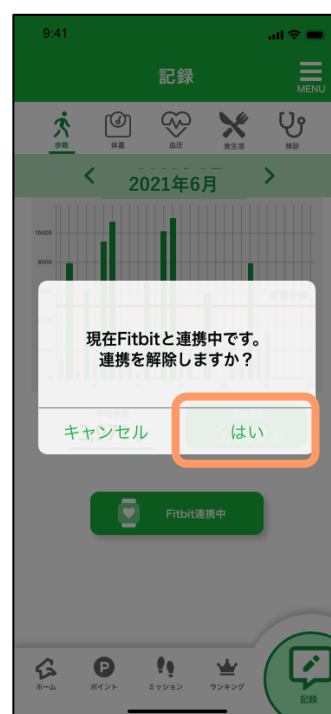 9:41
記録
MENU
歩数
体重
血圧
食生活
検診
2021年6月
10000
8000
現在Fitbitと連携中です。
連携を解除しますか？
キャンセル
はい
Fitbit連携中
ホーム
ポイント
ミッション
ランキング
記録